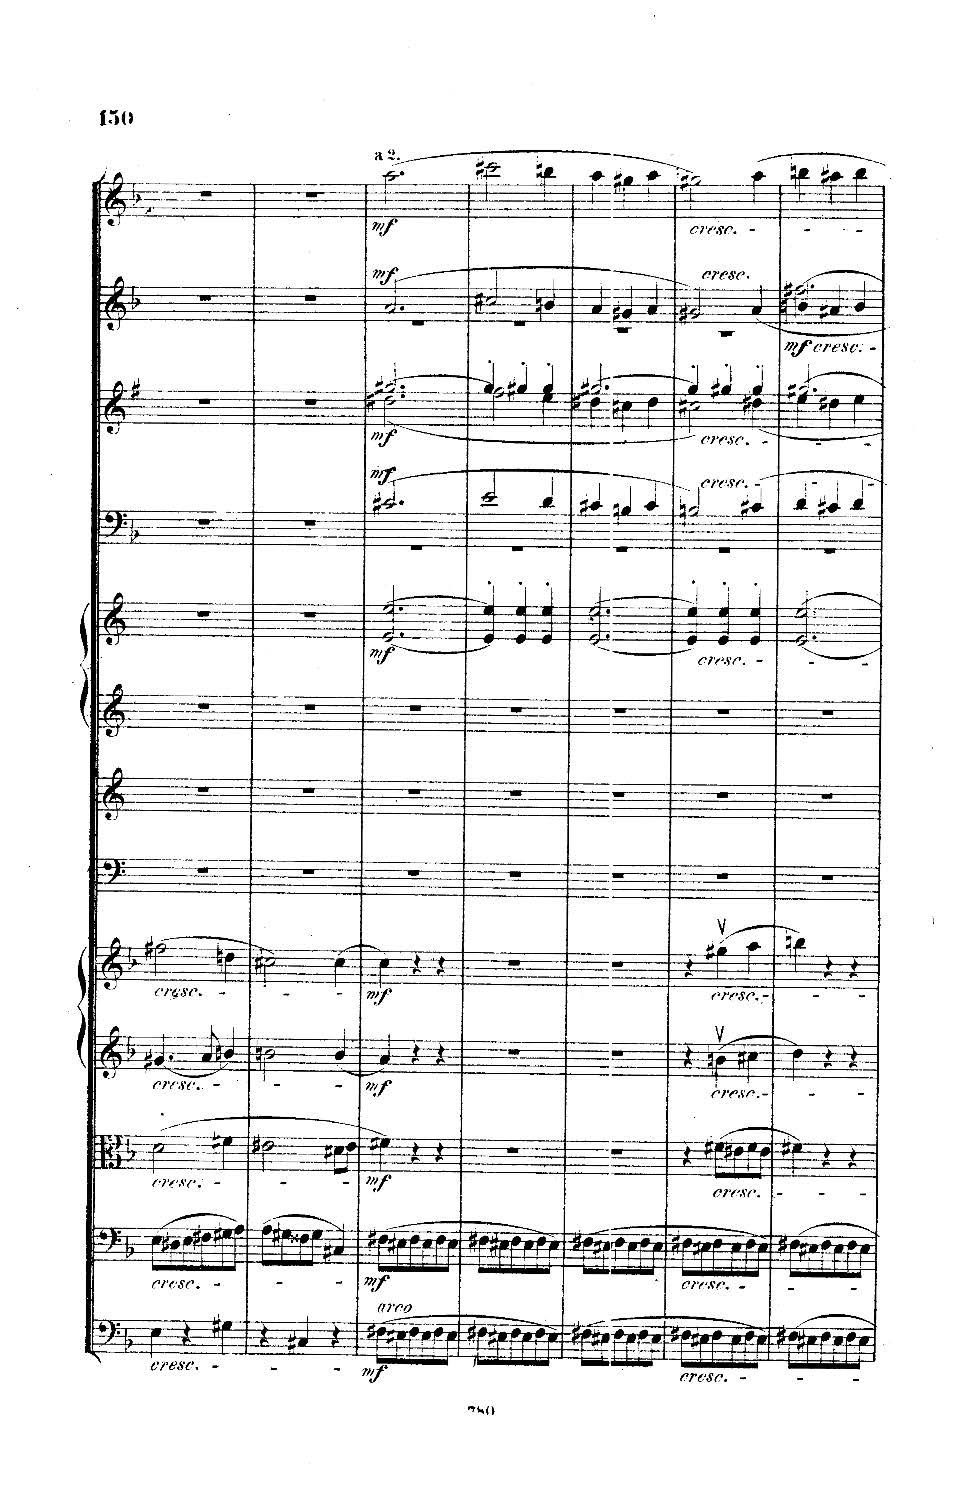 150
a 2.
mf cresc. - - -
mf cresc.
mf cresc. -
mf cresc. - -
mf cresc. - - -
mf cresc. - - -
cresc. - - - mf cresc. - - -
cresc. - - - mf cresc. - - -
cresc. - - - mf cresc. - - -
cresc. - - - mf cresc. - - -
arco
cresc. - - - mf cresc. - - -